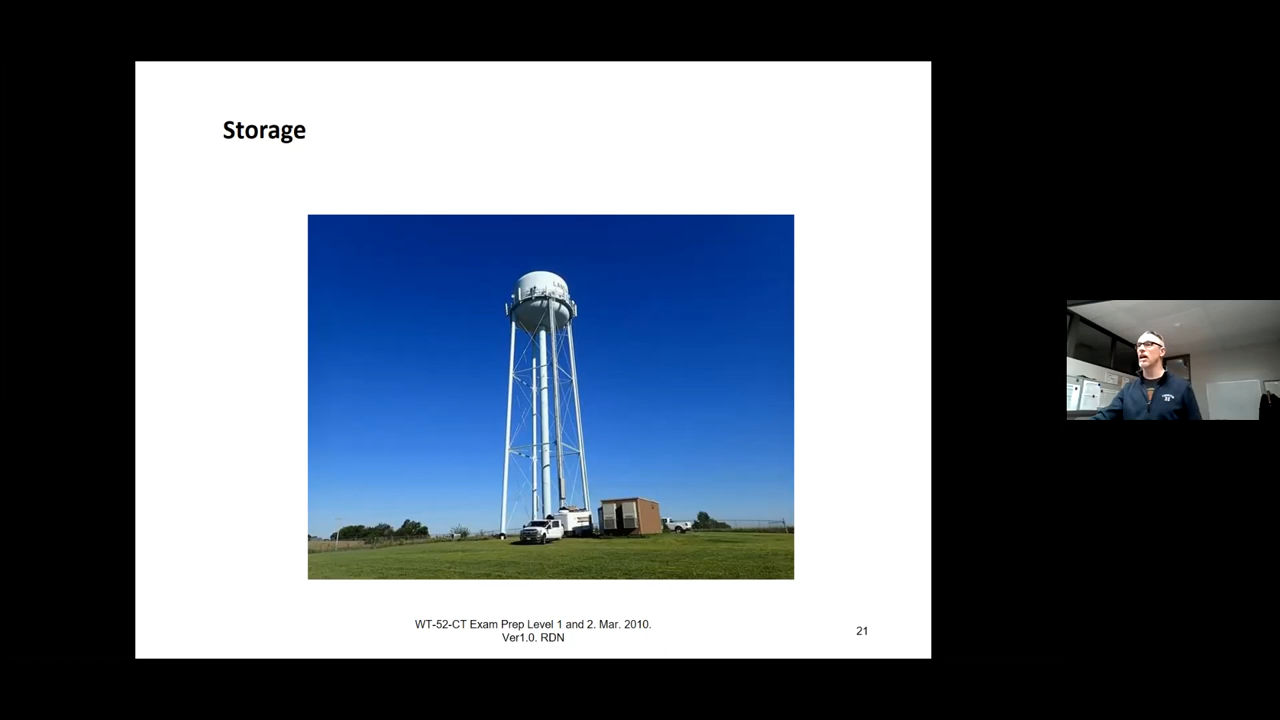 Storage
WT-52-CT Exam Prep Level 1 and 2. Mar. 2010.
Ver1.0. RDN
21